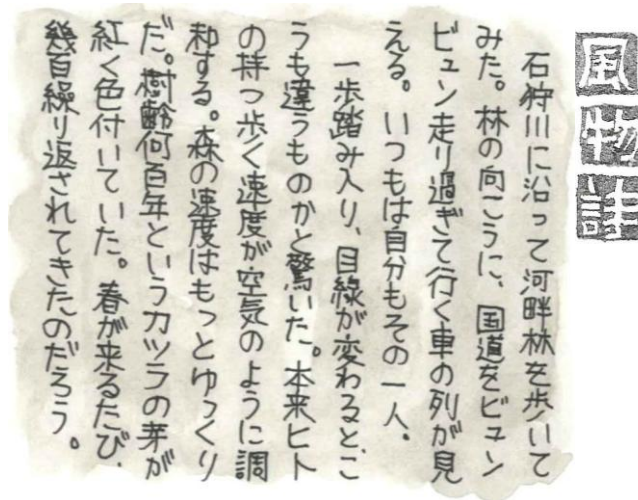 風物詩
石狩川に沿って河畔林を歩いて
みた。林の向こうに、国道をビュン
ビュン走り過ぎて行く車の列が見
える。いつもは自分もその一人。
一歩踏み入り、目線が変わると、こ
うも違うものかと驚いた。本来ヒト
の持つ歩く速度が空気のように調
和する。森の速度はもっとゆっくり
だ。樹齢何百年というカツラの芽が
紅く色付いていた。春が来るたび、
幾百繰り返されてきたのだろう。